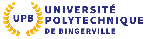 UPB
UNIVERSITÉ
POLYTECHNIQUE
DE BINGERVILLE